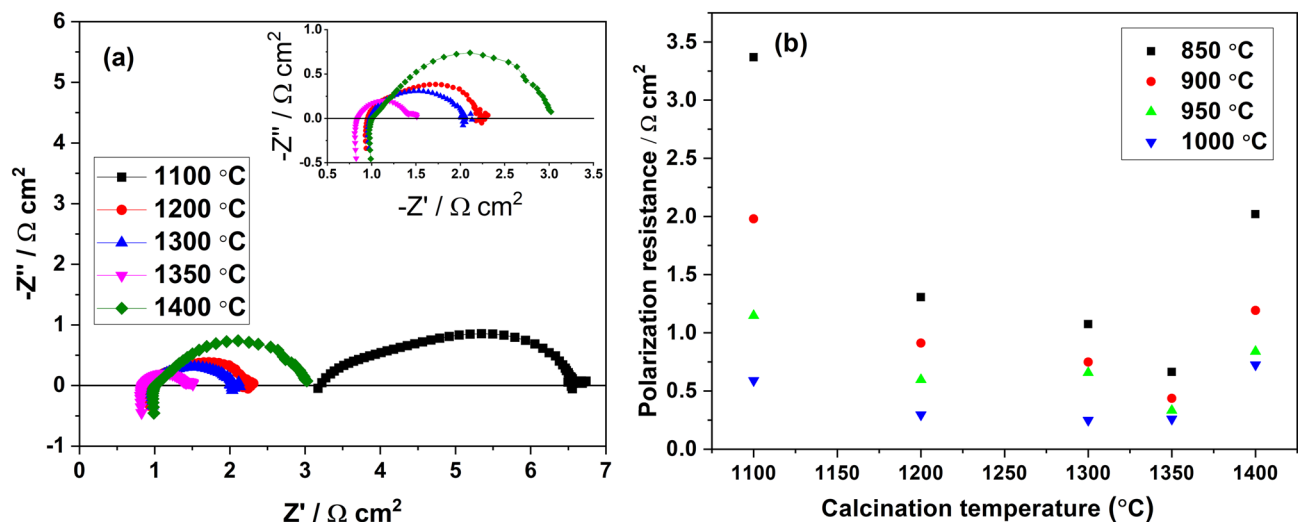 (a)
6
5
4
3
2
1
0
-1
-Z'' / Ω cm²
0 1 2 3 4 5 6 7
Z' / Ω cm²
1100 °C
1200 °C
1300 °C
1350 °C
1400 °C
1.0
0.5
0.0
-0.5
-Z'' / Ω cm²
0.5 1.0 1.5 2.0 2.5 3.0 3.5
-Z' / Ω cm²
(b)
3.5
3.0
2.5
2.0
1.5
1.0
0.5
0.0
Polarization resistance / Ω cm²
850 °C
900 °C
950 °C
1000 °C
1100 1150 1200 1250 1300 1350 1400
Calcination temperature (°C)